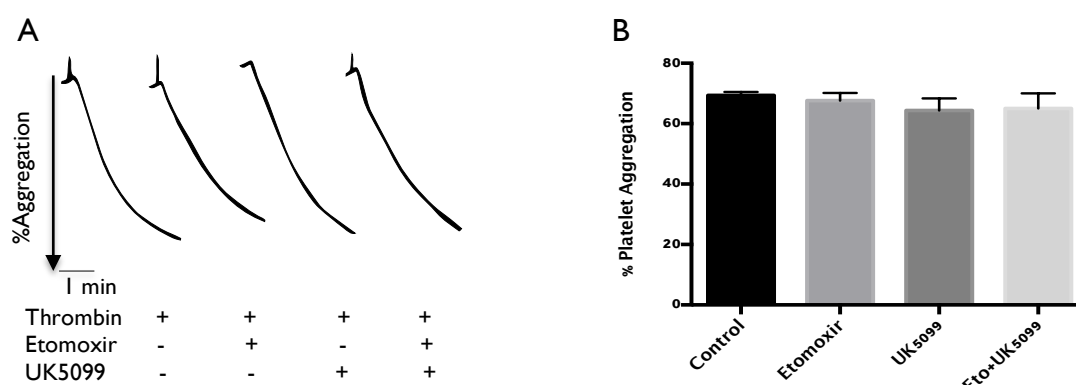 A
%Aggregation
1 min
Thrombin + + + +
Etomoxir - + - +
UK5099 - - + +
B
% Platelet Aggregation
80
60
40
20
0
Control
Etomoxir
UK5099
Eto+UK5099